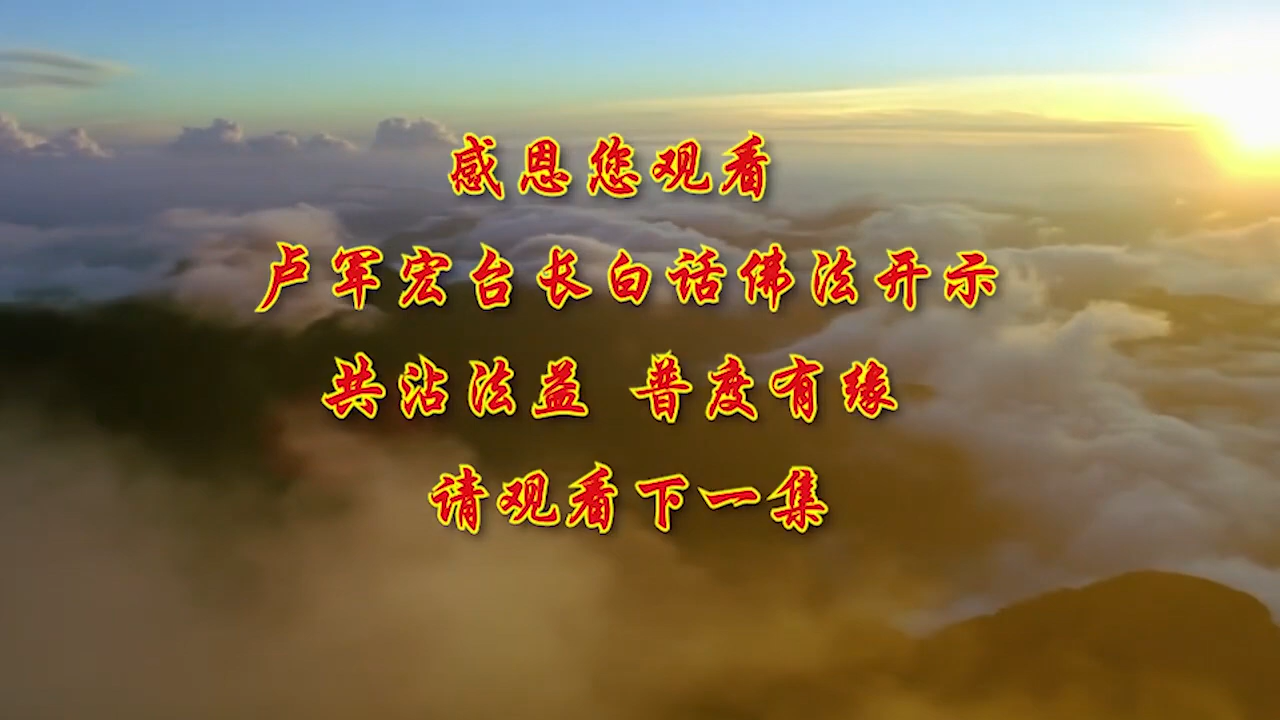 感恩您观看
卢军宏台长白话佛法开示
共沾法益 普度有缘
请观看下一集